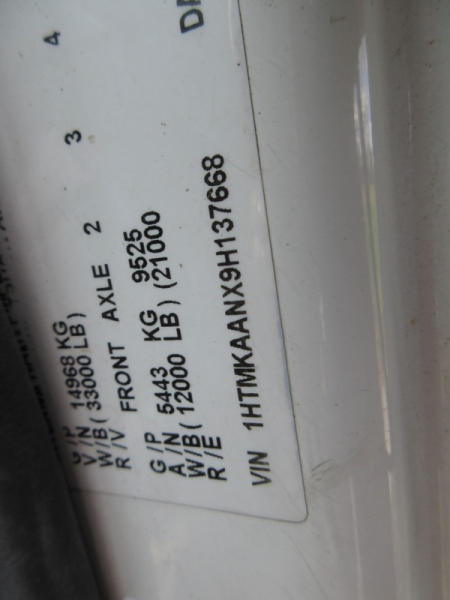 G/P 14968 KG
V/N
W/B( 33000 LB)
R/V FRONT AXLE 2 3 4
G/P 5443 KG 9525
A/N
W/B( 12000 LB) (21000
R/E
VIN 1HTMKAANX9H137668